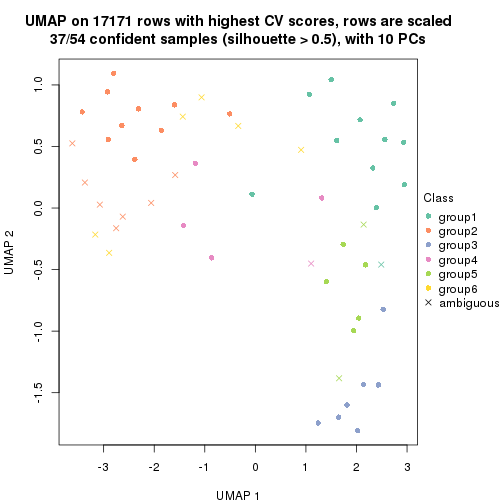 UMAP on 17171 rows with highest CV scores, rows are scaled
37/54 confident samples (silhouette > 0.5), with 10 PCs
1.0
0.5
0.0
-0.5
-1.0
-1.5
UMAP 2
-3
-2
-1
0
1
2
3
UMAP 1
Class
group1
group2
group3
group4
group5
group6
ambiguous